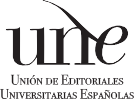 une
UNIÓN DE EDITORIALES
UNIVERSITARIAS ESPAÑOLAS